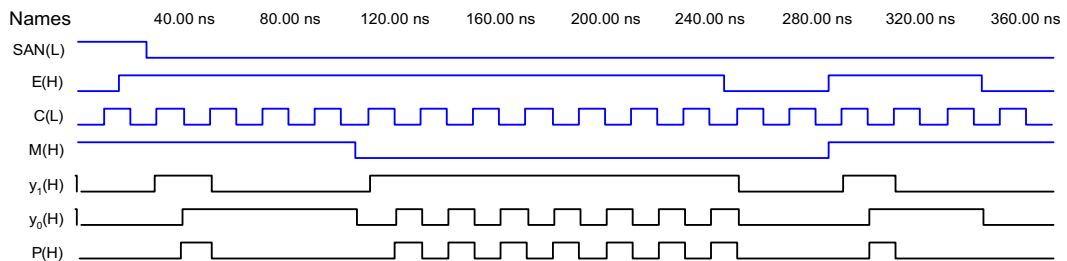 Names 40.00 ns 80.00 ns 120.00 ns 160.00 ns 200.00 ns 240.00 ns 280.00 ns 320.00 ns 360.00 ns
SAN(L)
E(H)
C(L)
M(H)
y₁(H)
y₀(H)
P(H)